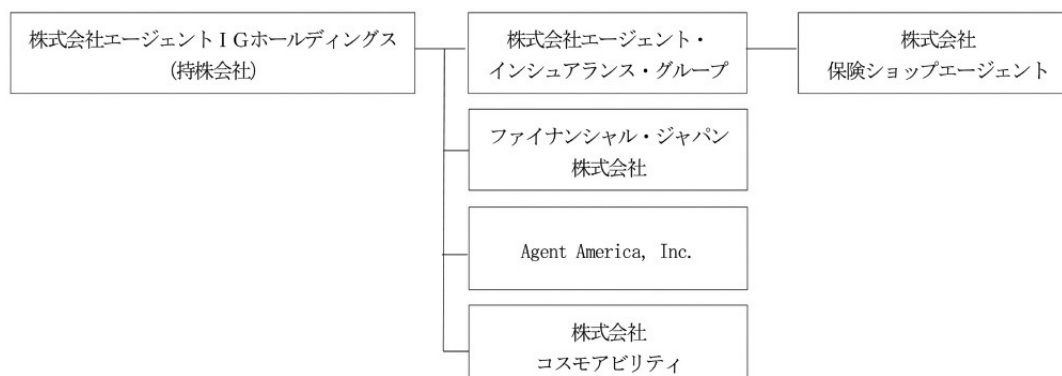 株式会社エージェントＩＧホールディングス
(持株会社)
株式会社エージェント・
インシュアランス・グループ
株式会社
保険ショップエージェント
ファイナンシャル・ジャパン
株式会社
Agent America, Inc.
株式会社
コスモアビリティ